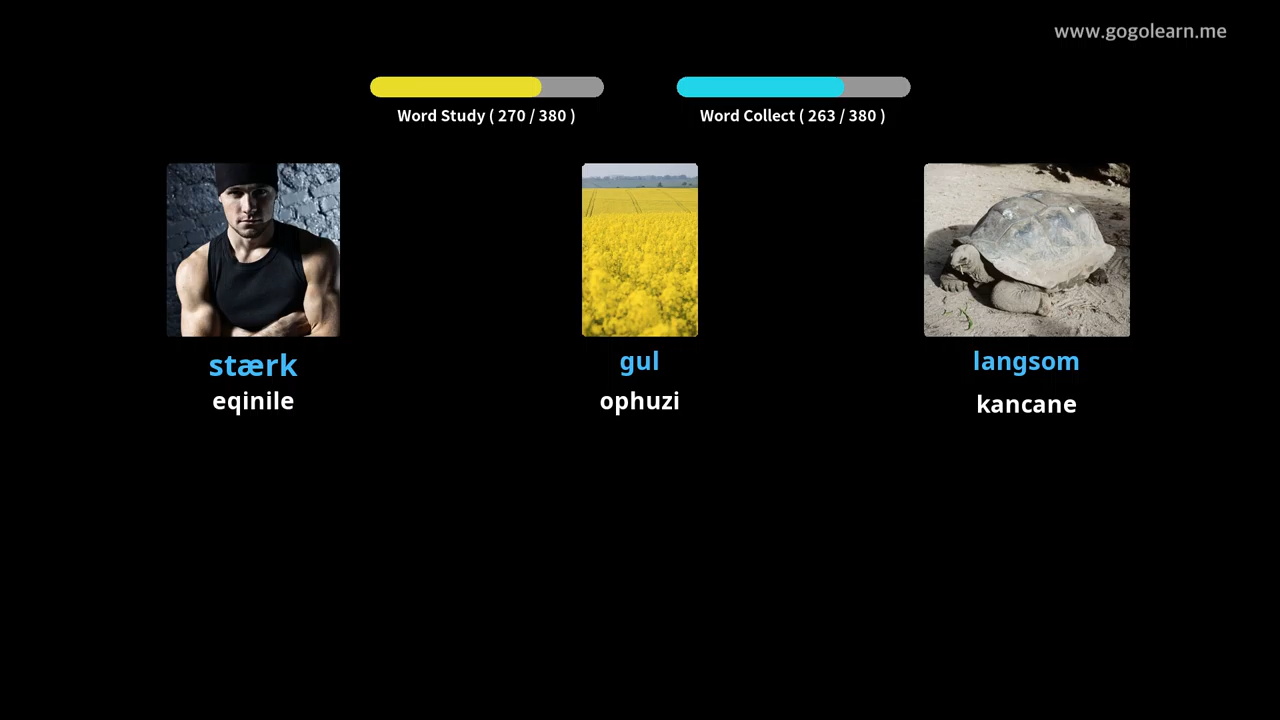 www.gogolearn.me
Word Study ( 270 / 380 )
Word Collect ( 263 / 380 )
stærk
eqinile
gul
ophuzi
langsom
kancane